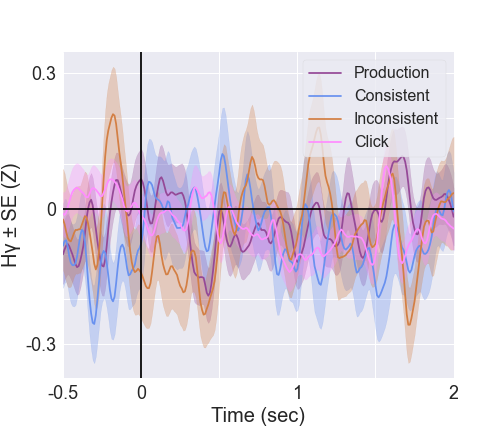 Production
Consistent
Inconsistent
Click
Hγ ± SE (Z)
0.3
0
-0.3
-0.5
0
1
2
Time (sec)